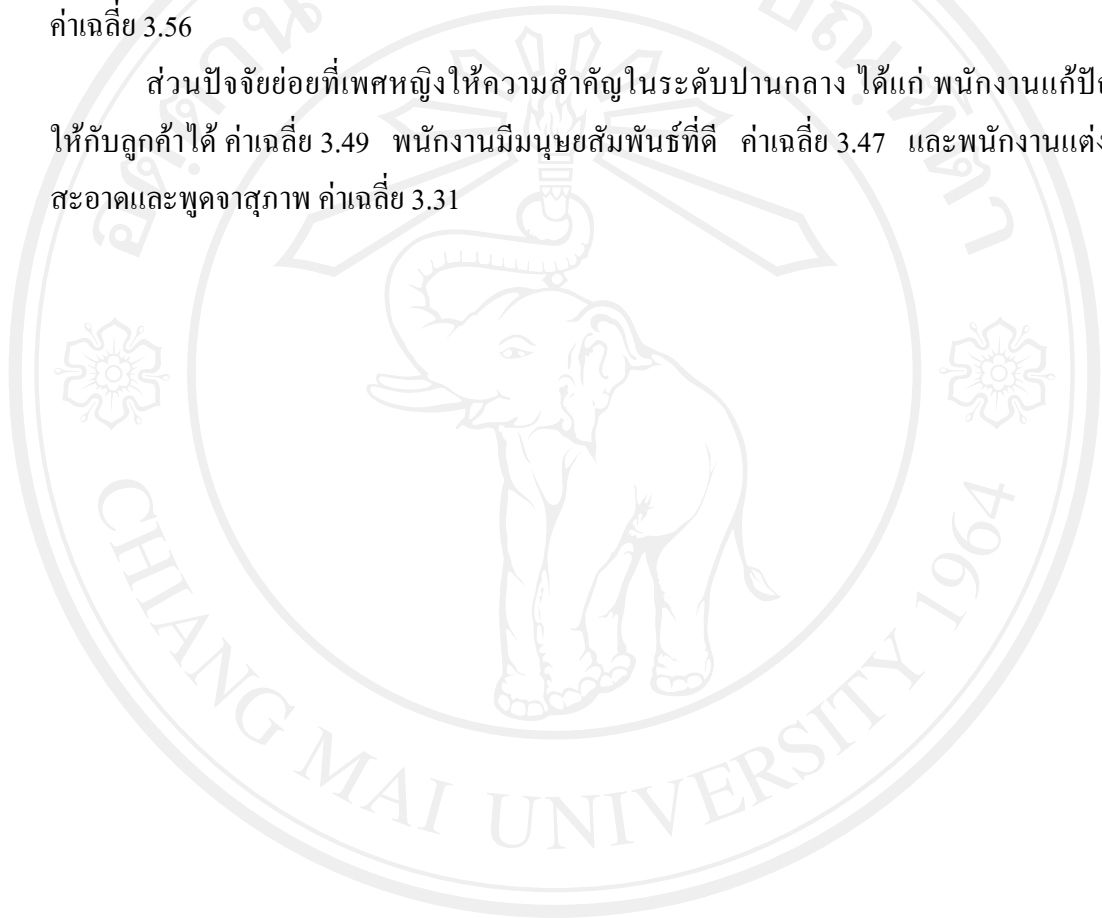 ค่าเฉลี่ย 3.56
ส่วนปัจจัยย่อยที่เพศหญิงให้ความสำคัญในระดับปานกลาง ได้แก่ พนักงานแก้
ให้กับลูกค้าได้ ค่าเฉลี่ย 3.49 พนักงานมีมนุษยสัมพันธ์ที่ดี ค่าเฉลี่ย 3.47 และพนักงานแต่ง
สะอาดและพูดจาสุภาพ ค่าเฉลี่ย 3.31
CHIANG MAI UNIVERSITY 1964